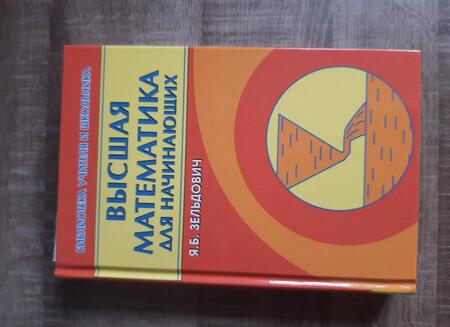 БИБЛИОТЕКА УЧИТЕЛЯ И ШКОЛЬНИКА
ВЫСШАЯ
МАТЕМАТИКА
ДЛЯ НАЧИНАЮЩИХ
Я.Б. ЗЕЛЬДОВИЧ